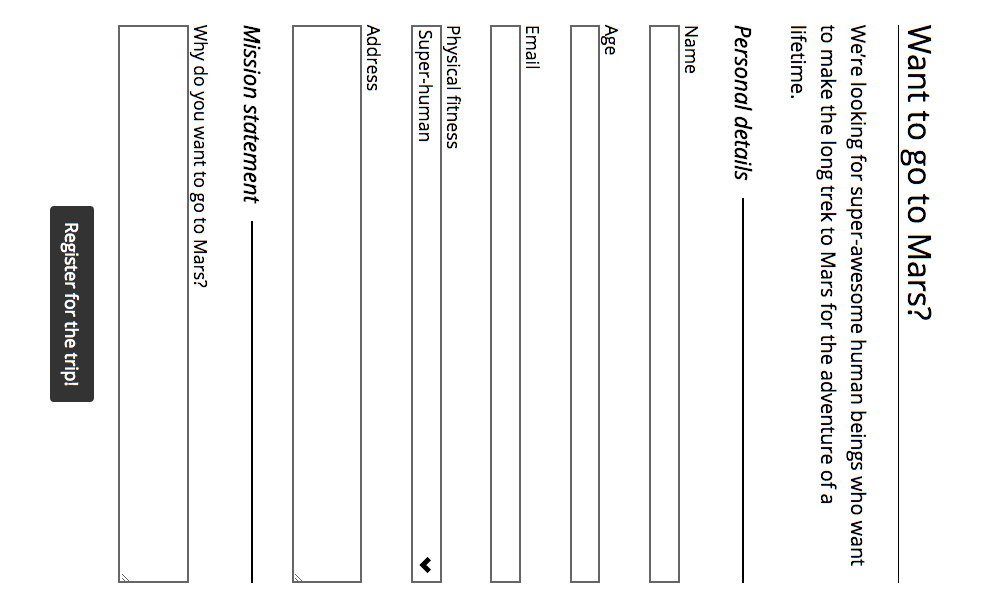 Want to go to Mars?
We're looking for super-awesome human beings who want
to make the long trek to Mars for the adventure of a
lifetime.
Personal details
Name
Age
Email
Physical fitness
Super-human
Address
Mission statement
Why do you want to go to Mars?
Register for the trip!